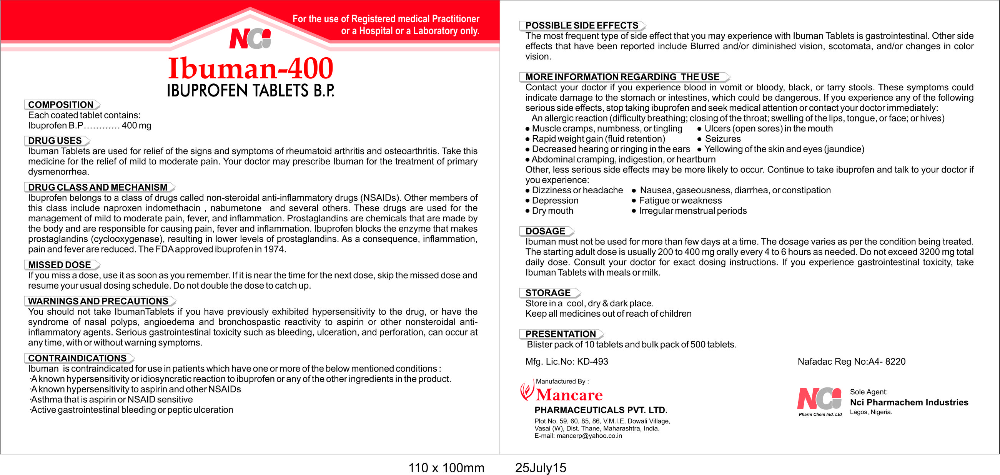 For the use of Registered medical Practitioner
or a Hospital or a Laboratory only.
NCi
Ibuman-400
IBUPROFEN TABLETS B.P.
COMPOSITION
Each coated tablet contains:
Ibuprofen B.P………… 400 mg
DRUG USES
Ibuman Tablets are used for relief of the signs and symptoms of rheumatoid arthritis and osteoarthritis. Take this
medicine for the relief of mild to moderate pain. Your doctor may prescribe Ibuman for the treatment of primary
dysmenorrhea.
DRUG CLASS AND MECHANISM
Ibuprofen belongs to a class of drugs called non-steroidal anti-inflammatory drugs (NSAIDs). Other members of
this class include naproxen indomethacin , nabumetone and several others. These drugs are used for the
management of mild to moderate pain, fever, and inflammation. Prostaglandins are chemicals that are made by
the body and are responsible for causing pain, fever and inflammation. Ibuprofen blocks the enzyme that makes
prostaglandins (cyclooxygenase), resulting in lower levels of prostaglandins. As a consequence, inflammation,
pain and fever are reduced. The FDA approved ibuprofen in 1974.
MISSED DOSE
If you miss a dose, use it as soon as you remember. If it is near the time for the next dose, skip the missed dose and
resume your usual dosing schedule. Do not double the dose to catch up.
WARNINGS AND PRECAUTIONS
You should not take IbumanTablets if you have previously exhibited hypersensitivity to the drug, or have the
syndrome of nasal polyps, angioedema and bronchospastic reactivity to aspirin or other nonsteroidal anti-
inflammatory agents. Serious gastrointestinal toxicity such as bleeding, ulceration, and perforation, can occur at
any time, with or without warning symptoms.
CONTRAINDICATIONS
Ibuman is contraindicated for use in patients which have one or more of the below mentioned conditions :
·A known hypersensitivity or idiosyncratic reaction to ibuprofen or any of the other ingredients in the product.
·A known hypersensitivity to aspirin and other NSAIDs
·Asthma that is aspirin or NSAID sensitive
·Active gastrointestinal bleeding or peptic ulceration
POSSIBLE SIDE EFFECTS
The most frequent type of side effect that you may experience with Ibuman Tablets is gastrointestinal. Other side
effects that have been reported include Blurred and/or diminished vision, scotomata, and/or changes in color
vision.
MORE INFORMATION REGARDING THE USE
Contact your doctor if you experience blood in vomit or bloody, black, or tarry stools. These symptoms could
indicate damage to the stomach or intestines, which could be dangerous. If you experience any of the following
serious side effects, stop taking ibuprofen and seek medical attention or contact your doctor immediately:
An allergic reaction (difficulty breathing; closing of the throat; swelling of the lips, tongue, or face; or hives)
● Muscle cramps, numbness, or tingling ● Ulcers (open sores) in the mouth
● Rapid weight gain (fluid retention) ● Seizures
● Decreased hearing or ringing in the ears ● Yellowing of the skin and eyes (jaundice)
● Abdominal cramping, indigestion, or heartburn
Other, less serious side effects may be more likely to occur. Continue to take ibuprofen and talk to your doctor if
you experience:
● Dizziness or headache ● Nausea, gaseousness, diarrhea, or constipation
● Depression ● Fatigue or weakness
● Dry mouth ● Irregular menstrual periods
DOSAGE
Ibuman must not be used for more than few days at a time. The dosage varies as per the condition being treated.
The starting adult dose is usually 200 to 400 mg orally every 4 to 6 hours as needed. Do not exceed 3200 mg total
daily dose. Consult your doctor for exact dosing instructions. If you experience gastrointestinal toxicity, take
Ibuman Tablets with meals or milk.
STORAGE
Store in a cool, dry & dark place.
Keep all medicines out of reach of children
PRESENTATION
Blister pack of 10 tablets and bulk pack of 500 tablets.
Mfg. Lic.No: KD-493
Nafadac Reg No:A4- 8220
Manufactured By :
Mancare
PHARMACEUTICALS PVT. LTD.
Plot No. 59, 60, 85, 86, V.M.I.E, Dowali Village,
Vasai (W), Dist. Thane, Maharashtra, India.
E-mail: mancerp@yahoo.co.in
NCi
Pharm Chem Ind. Ltd
Sole Agent:
Nci Pharmachem Industries
Lagos, Nigeria.
110 x 100mm 25July15